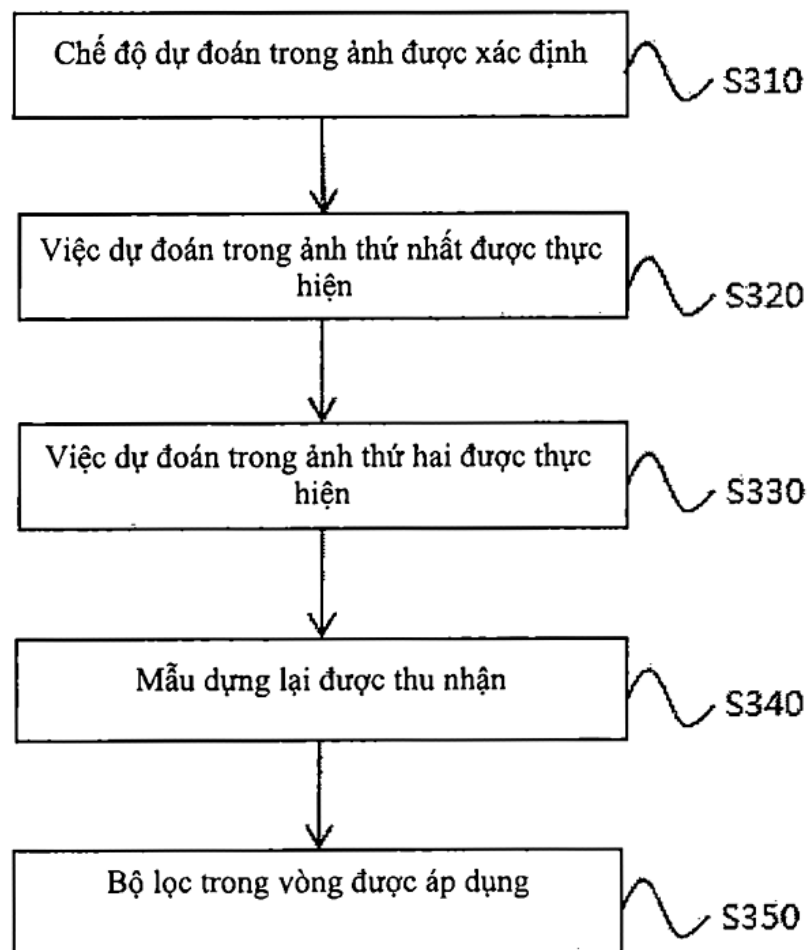 Chế độ dự đoán trong ảnh được xác định
S310
Việc dự đoán trong ảnh thứ nhất được thực
hiện
S320
Việc dự đoán trong ảnh thứ hai được thực
hiện
S330
Mẫu dựng lại được thu nhận
S340
Bộ lọc trong vòng được áp dụng
S350